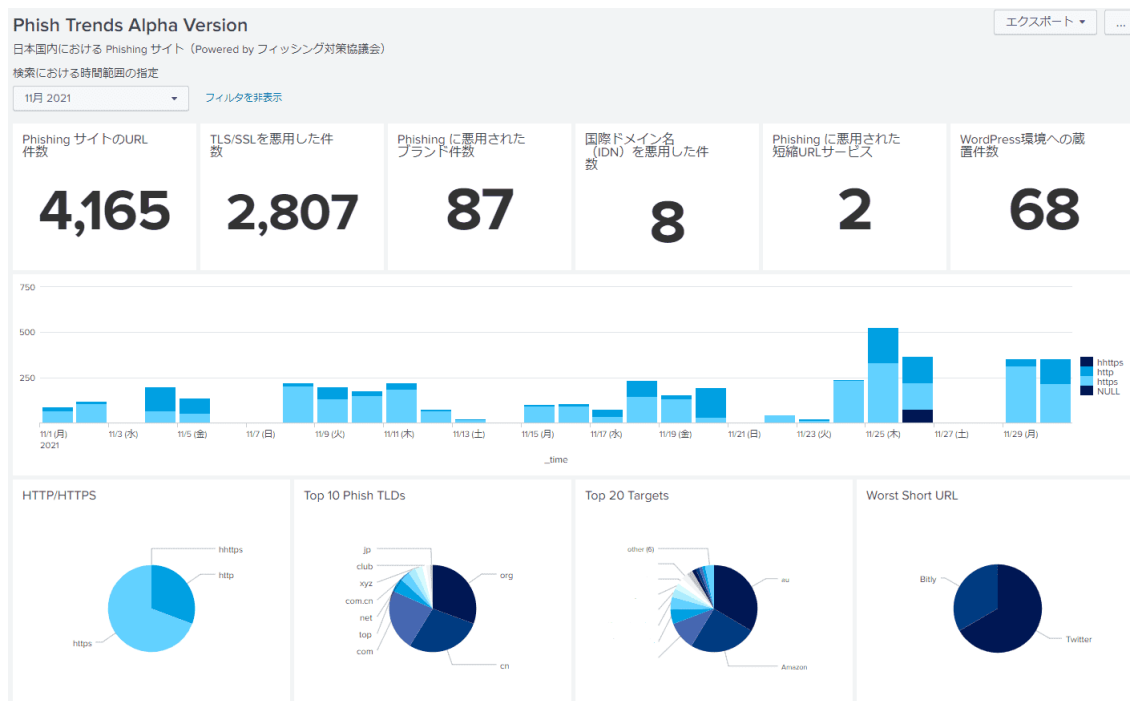 Phish Trends Alpha Version
エクスポート
...
日本国内における Phishing サイト（Powered by フィッシング対策協議会）
検索における時間範囲の指定
11月 2021
フィルタを非表示
Phishing サイトのURL
件数
4,165
TLS/SSLを悪用した件
数
2,807
Phishing に悪用された
ブランド件数
87
国際ドメイン名
（IDN）を悪用した件
数
8
Phishing に悪用された
短縮URLサービス
2
WordPress環境への蔵
置件数
68
750
500
250
hhttps
http
https
NULL
11/1 (月)
2021
11/3 (水)
11/5 (金)
11/7 (日)
11/9 (火)
11/11 (木)
11/13 (土)
11/15 (月)
11/17 (水)
11/19 (金)
11/21 (日)
11/23 (火)
11/25 (木)
11/27 (土)
11/29 (月)
_time
HTTP/HTTPS
hhttps
http
https
Top 10 Phish TLDs
jp
club
xyz
com.cn
net
top
com
org
cn
Top 20 Targets
other (6)
au
Amazon
Worst Short URL
Bitly
Twitter